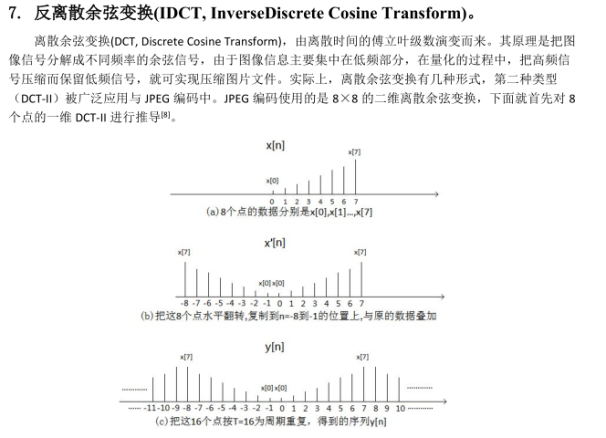 7. 反离散余弦变换(IDCT, InverseDiscrete Cosine Transform)。
离散余弦变换(DCT, Discrete Cosine Transform)，由离散时间的傅立叶级数演变而来。其原理是把图
像信号分解成不同频率的余弦信号，由于图像信息主要集中在低频部分，在量化的过程中，把高频信
号压缩而保留低频信号，就可实现压缩图片文件。实际上，离散余弦变换有几种形式，第二种类型
（DCT-II）被广泛应用与 JPEG 编码中。JPEG 编码使用的是 8×8 的二维离散余弦变换，下面就首先对 8
个点的一维 DCT-II 进行推导[8]。
x[n]
x[7]
x[0]
0 1 2 3 4 5 6 7
(a)8个点的数据分别是x[0],x[1]...,x[7]
x'[n]
x[7] x[7]
x[0] x[0]
-8 -7 -6 -5 -4 -3 -2 -1 0 1 2 3 4 5 6 7
(b)把这8个点水平翻转,复制到n=-8到-1的位置上,与原的数据叠加
y[n]
x[7] x[7]
x[0] x[0]
-11-10-9 -8 -7 -6 -5 -4 -3 -2 -1 0 1 2 3 4 5 6 7 8 9 10
(c)把这16个点按T=16为周期重复，得到的序列y[n]